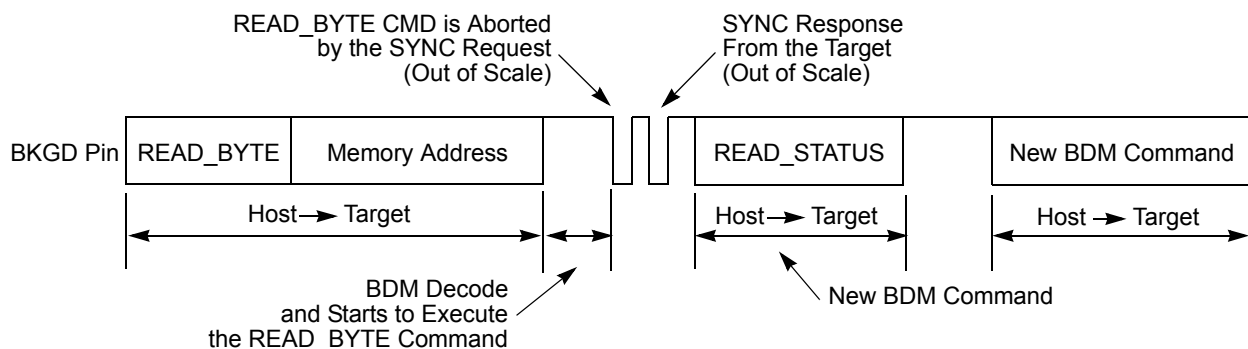 READ_BYTE CMD is Aborted
by the SYNC Request
(Out of Scale)
SYNC Response
From the Target
(Out of Scale)
BKGD Pin
READ_BYTE
Memory Address
READ_STATUS
New BDM Command
Host Target
Host Target
Host Target
BDM Decode
and Starts to Execute
the READ_BYTE Command
New BDM Command